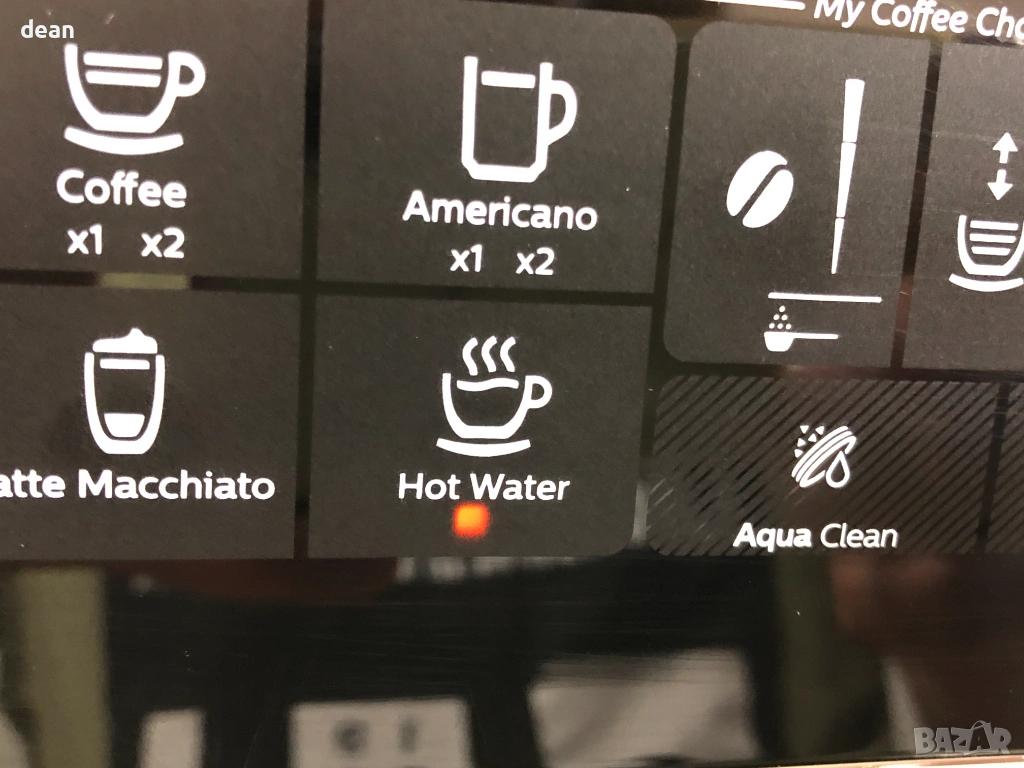 dean
My Coffee Cho
Coffee
x1 x2
Americano
x1 x2
atte Macchiato
Hot Water
Aqua Clean
BAZAR